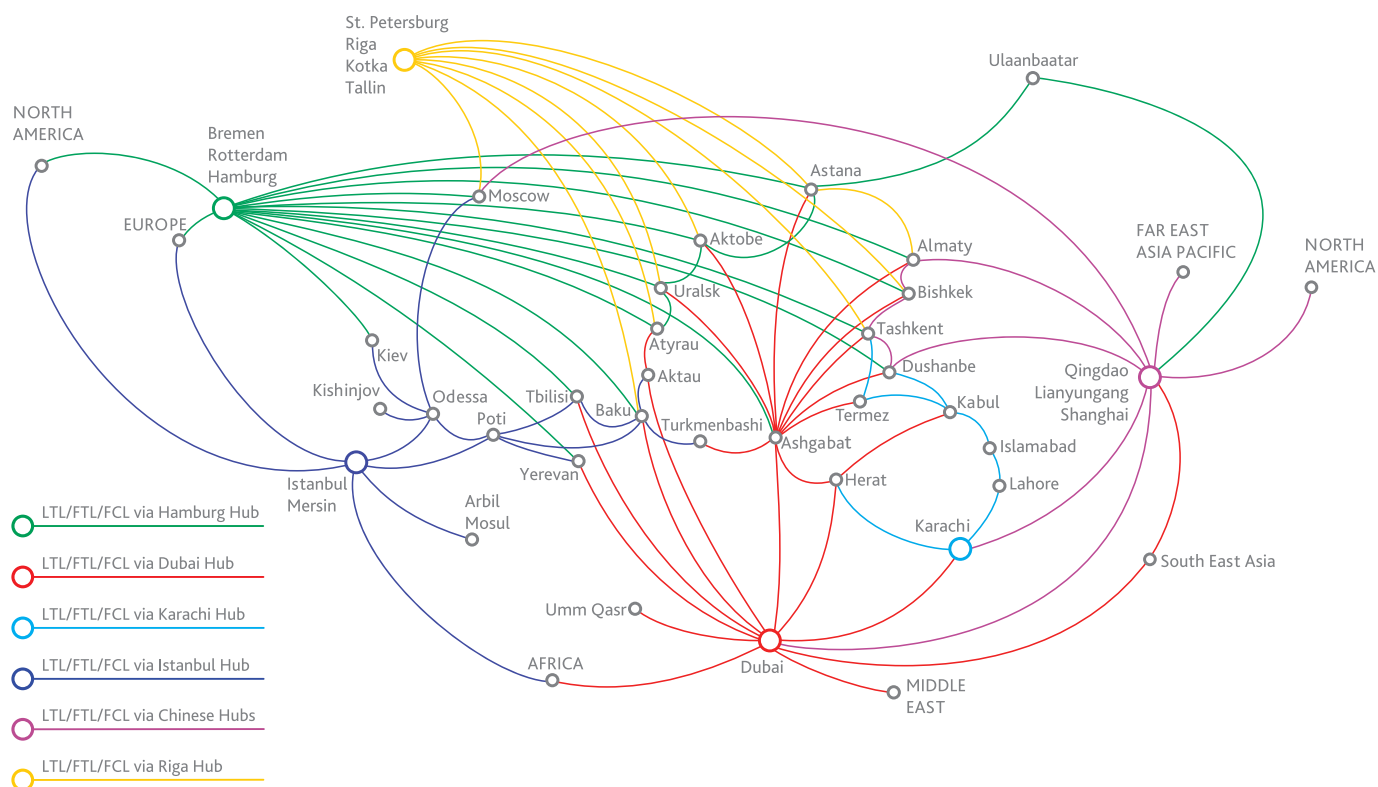 St. Petersburg
Riga
Kotka
Tallin
Ulaanbaatar
NORTH
AMERICA
Bremen
Rotterdam
Hamburg
Astana
Moscow
EUROPE
Aktobe
Almaty
FAR EAST
ASIA PACIFIC
NORTH
AMERICA
Uralsk
Bishkek
Tashkent
Atyrau
Kiev
Dushanbe
Aktau
Qingdao
Lianyungang
Shanghai
Kishinjov
Odessa
Tbilisi
Baku
Kabul
Termez
Poti
Turkmenbashi
Ashgabat
Islamabad
Yerevan
Istanbul
Mersin
Herat
Lahore
Arbil
Mosul
Karachi
LTL/FTL/FCL via Hamburg Hub
LTL/FTL/FCL via Dubai Hub
South East Asia
LTL/FTL/FCL via Karachi Hub
Umm Qasr
LTL/FTL/FCL via Istanbul Hub
AFRICA
Dubai
MIDDLE
EAST
LTL/FTL/FCL via Chinese Hubs
LTL/FTL/FCL via Riga Hub